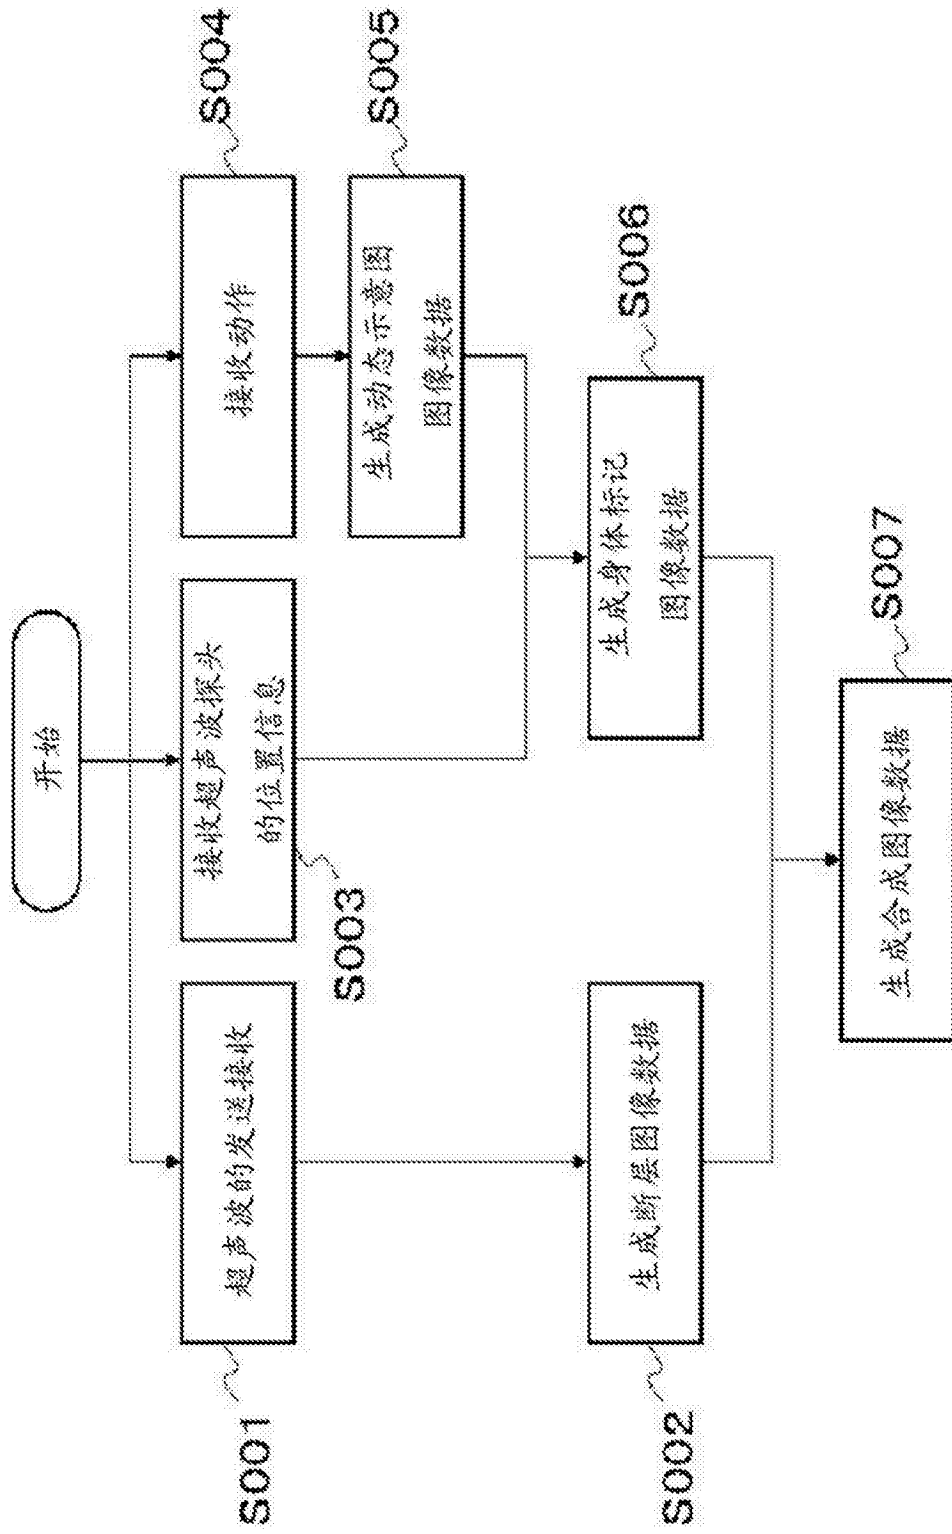 开始
S001
超声波的发送接收
接收超声波探头
的位置信息
S003
接收动作
S004
生成动态示意图
图像数据
S005
S002
生成断层图像数据
生成身体标记
图像数据
S006
生成合成图像数据
S007